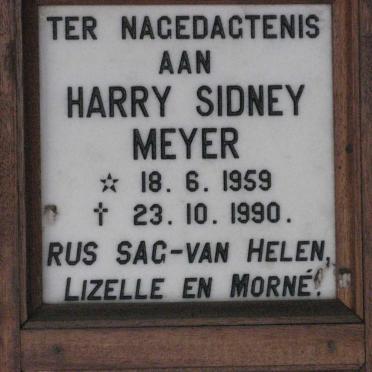 TER NAGEDAGTENIS
AAN
HARRY SIDNEY
MEYER
☆ 18. 6. 1959
† 23. 10. 1990.
RUS SAG-VAN HELEN,
LIZELLE EN MORNÉ.